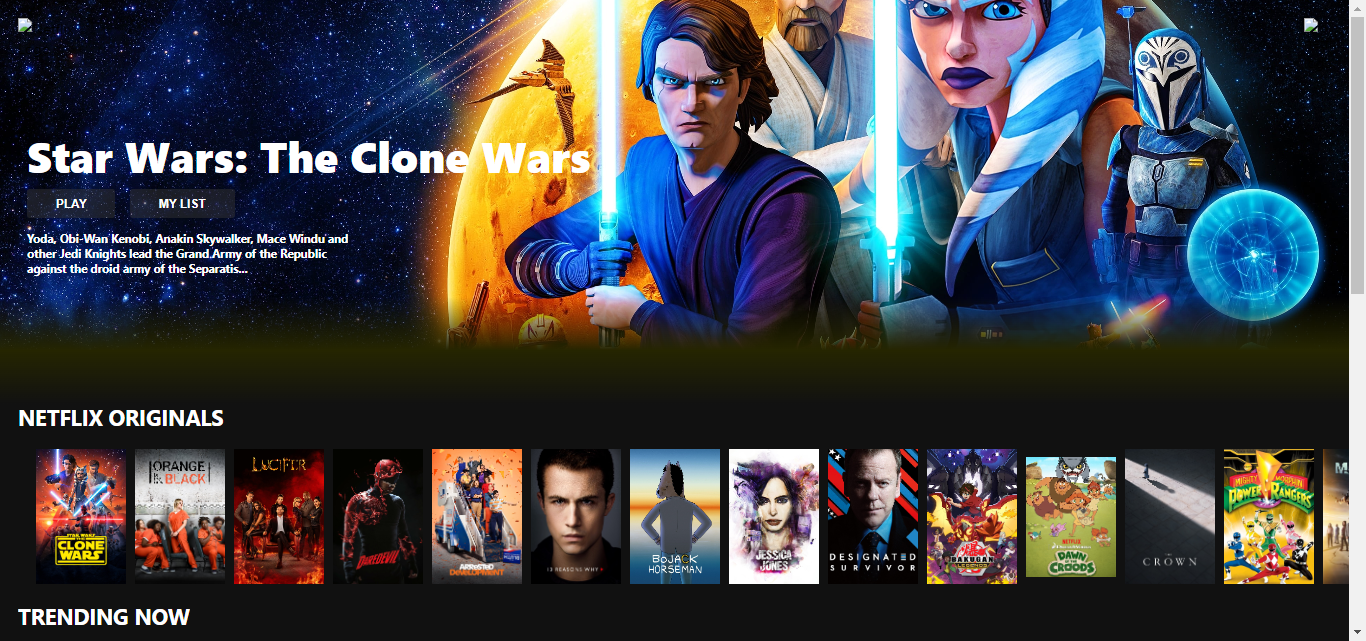 Star Wars: The Clone Wars
PLAY
MY LIST
Yoda, Obi-Wan Kenobi, Anakin Skywalker, Mace Windu and
other Jedi Knights lead the Grand Army of the Republic
against the droid army of the Separatis...
NETFLIX ORIGINALS
STAR WARS
THE
CLONE
WARS
ORANGE
IS THE
BLACK
LUCIFER
DAREDEVIL
ARRESTED
DEVELOPMENT
13 REASONS WHY
BOJACK
HORSEMAN
JESSICA
JONES
DESIGNATED
SURVIVOR
BAKUGAN
LEGENDS
NETFLIX
DAWN
OF THE
CROODS
THE
CROWN
MIGHTY MORPHIN
POWER RANGERS
M
TRENDING NOW